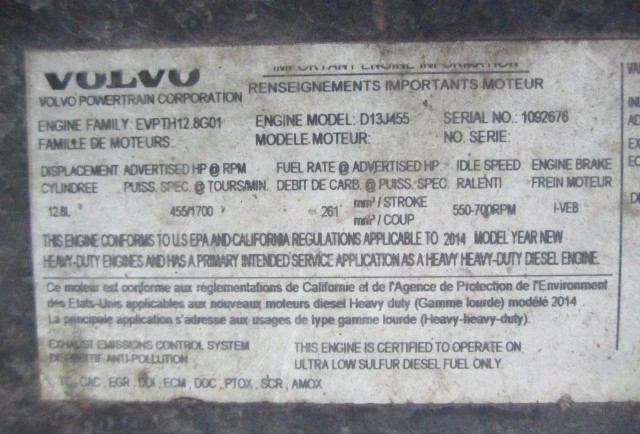 VOLVO
IMPORTANT ENGINE INFORMATION
VOLVO POWERTRAIN CORPORATION
RENSEIGNEMENTS IMPORTANTS MOTEUR
ENGINE FAMILY: EVPTH12.8G01 ENGINE MODEL: D13J455 SERIAL NO.: 1092676
FAMILLE DE MOTEURS: MODELE MOTEUR: NO. SERIE:
DISPLACEMENT ADVERTISED HP @ RPM FUEL RATE @ ADVERTISED HP IDLE SPEED ENGINE BRAKE
CYLINDREE PUISS. SPEC. @ TOURS/MIN. DEBIT DE CARB. @ PUISS. SPEC RALENTI FREIN MOTEUR
12.8L 455/1700 261 mm³ / STROKE 550-700RPM I-VEB
mm³ / COUP
THIS ENGINE CONFORMS TO U.S EPA AND CALIFORNIA REGULATIONS APPLICABLE TO 2014 MODEL YEAR NEW
HEAVY-DUTY ENGINES AND HAS A PRIMARY INTENDED SERVICE APPLICATION AS A HEAVY HEAVY-DUTY DIESEL ENGINE.
Ce moteur est conforme aux réglementations de Californie et de l'Agence de Protection de l'Environment
des Etats-Unis applicables aux nouveaux moteurs diesel Heavy duty (Gamme lourde) modélé 2014.
La principale application s'adresse aux usages de type gamme lourde (Heavy-heavy-duty).
EXHAUST EMISSIONS CONTROL SYSTEM THIS ENGINE IS CERTIFIED TO OPERATE ON
DISPOSITIF ANTI-POLLUTION ULTRA LOW SULFUR DIESEL FUEL ONLY
TC, CAC, EGR, DDI, ECM, DOC, PTOX, SCR, AMOX